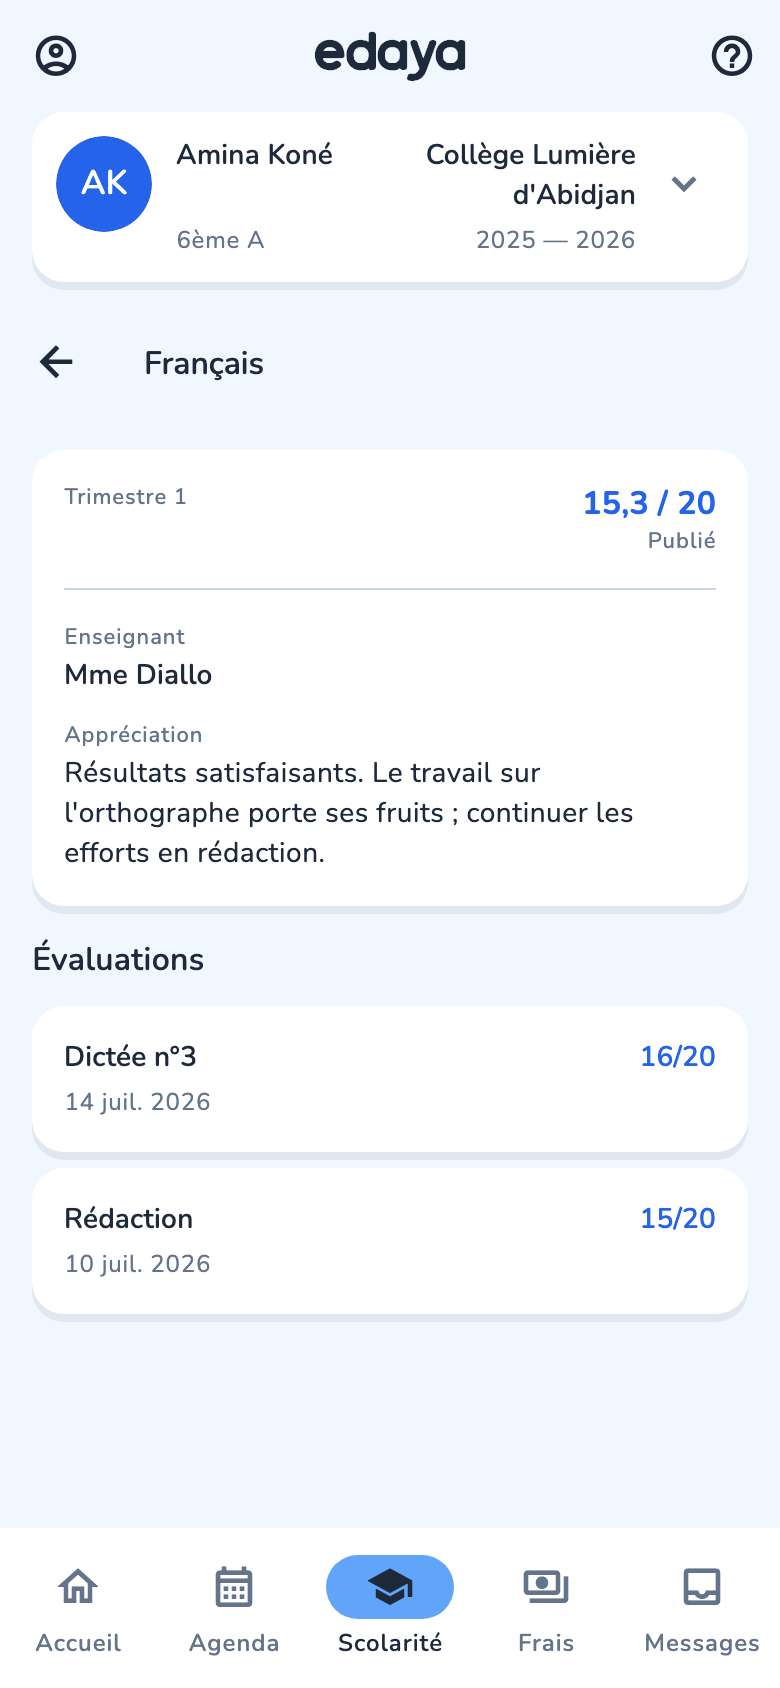 edaya
AK
Amina Koné
Collège Lumière
d'Abidjan
6ème A
2025 — 2026
Français
Trimestre 1
15,3 / 20
Publié
Enseignant
Mme Diallo
Appréciation
Résultats satisfaisants. Le travail sur
l'orthographe porte ses fruits ; continuer les
efforts en rédaction.
Évaluations
Dictée n°3
16/20
14 juil. 2026
Rédaction
15/20
10 juil. 2026
Accueil
Agenda
Scolarité
Frais
Messages